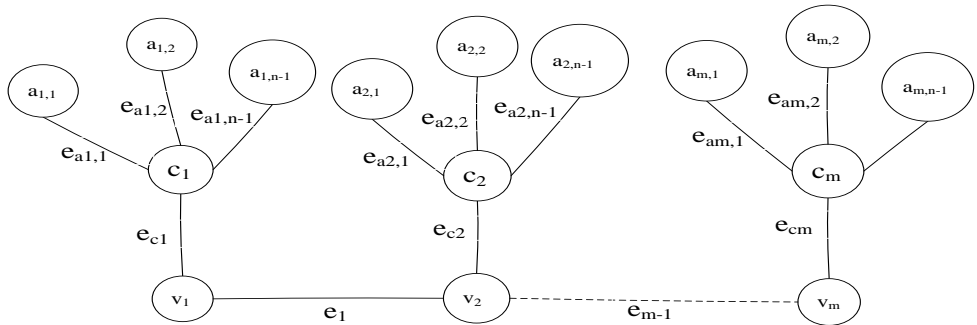 a1,1 a1,2 a1,n-1 a2,1 a2,2 a2,n-1 am,1 am,2 am,n-1
ea1,1 ea1,2 ea1,n-1 ea2,1 ea2,2 ea2,n-1 eam,1 eam,2
c1 c2 cm
ec1 ec2 ecm
v1 v2 vm
e1 em-1